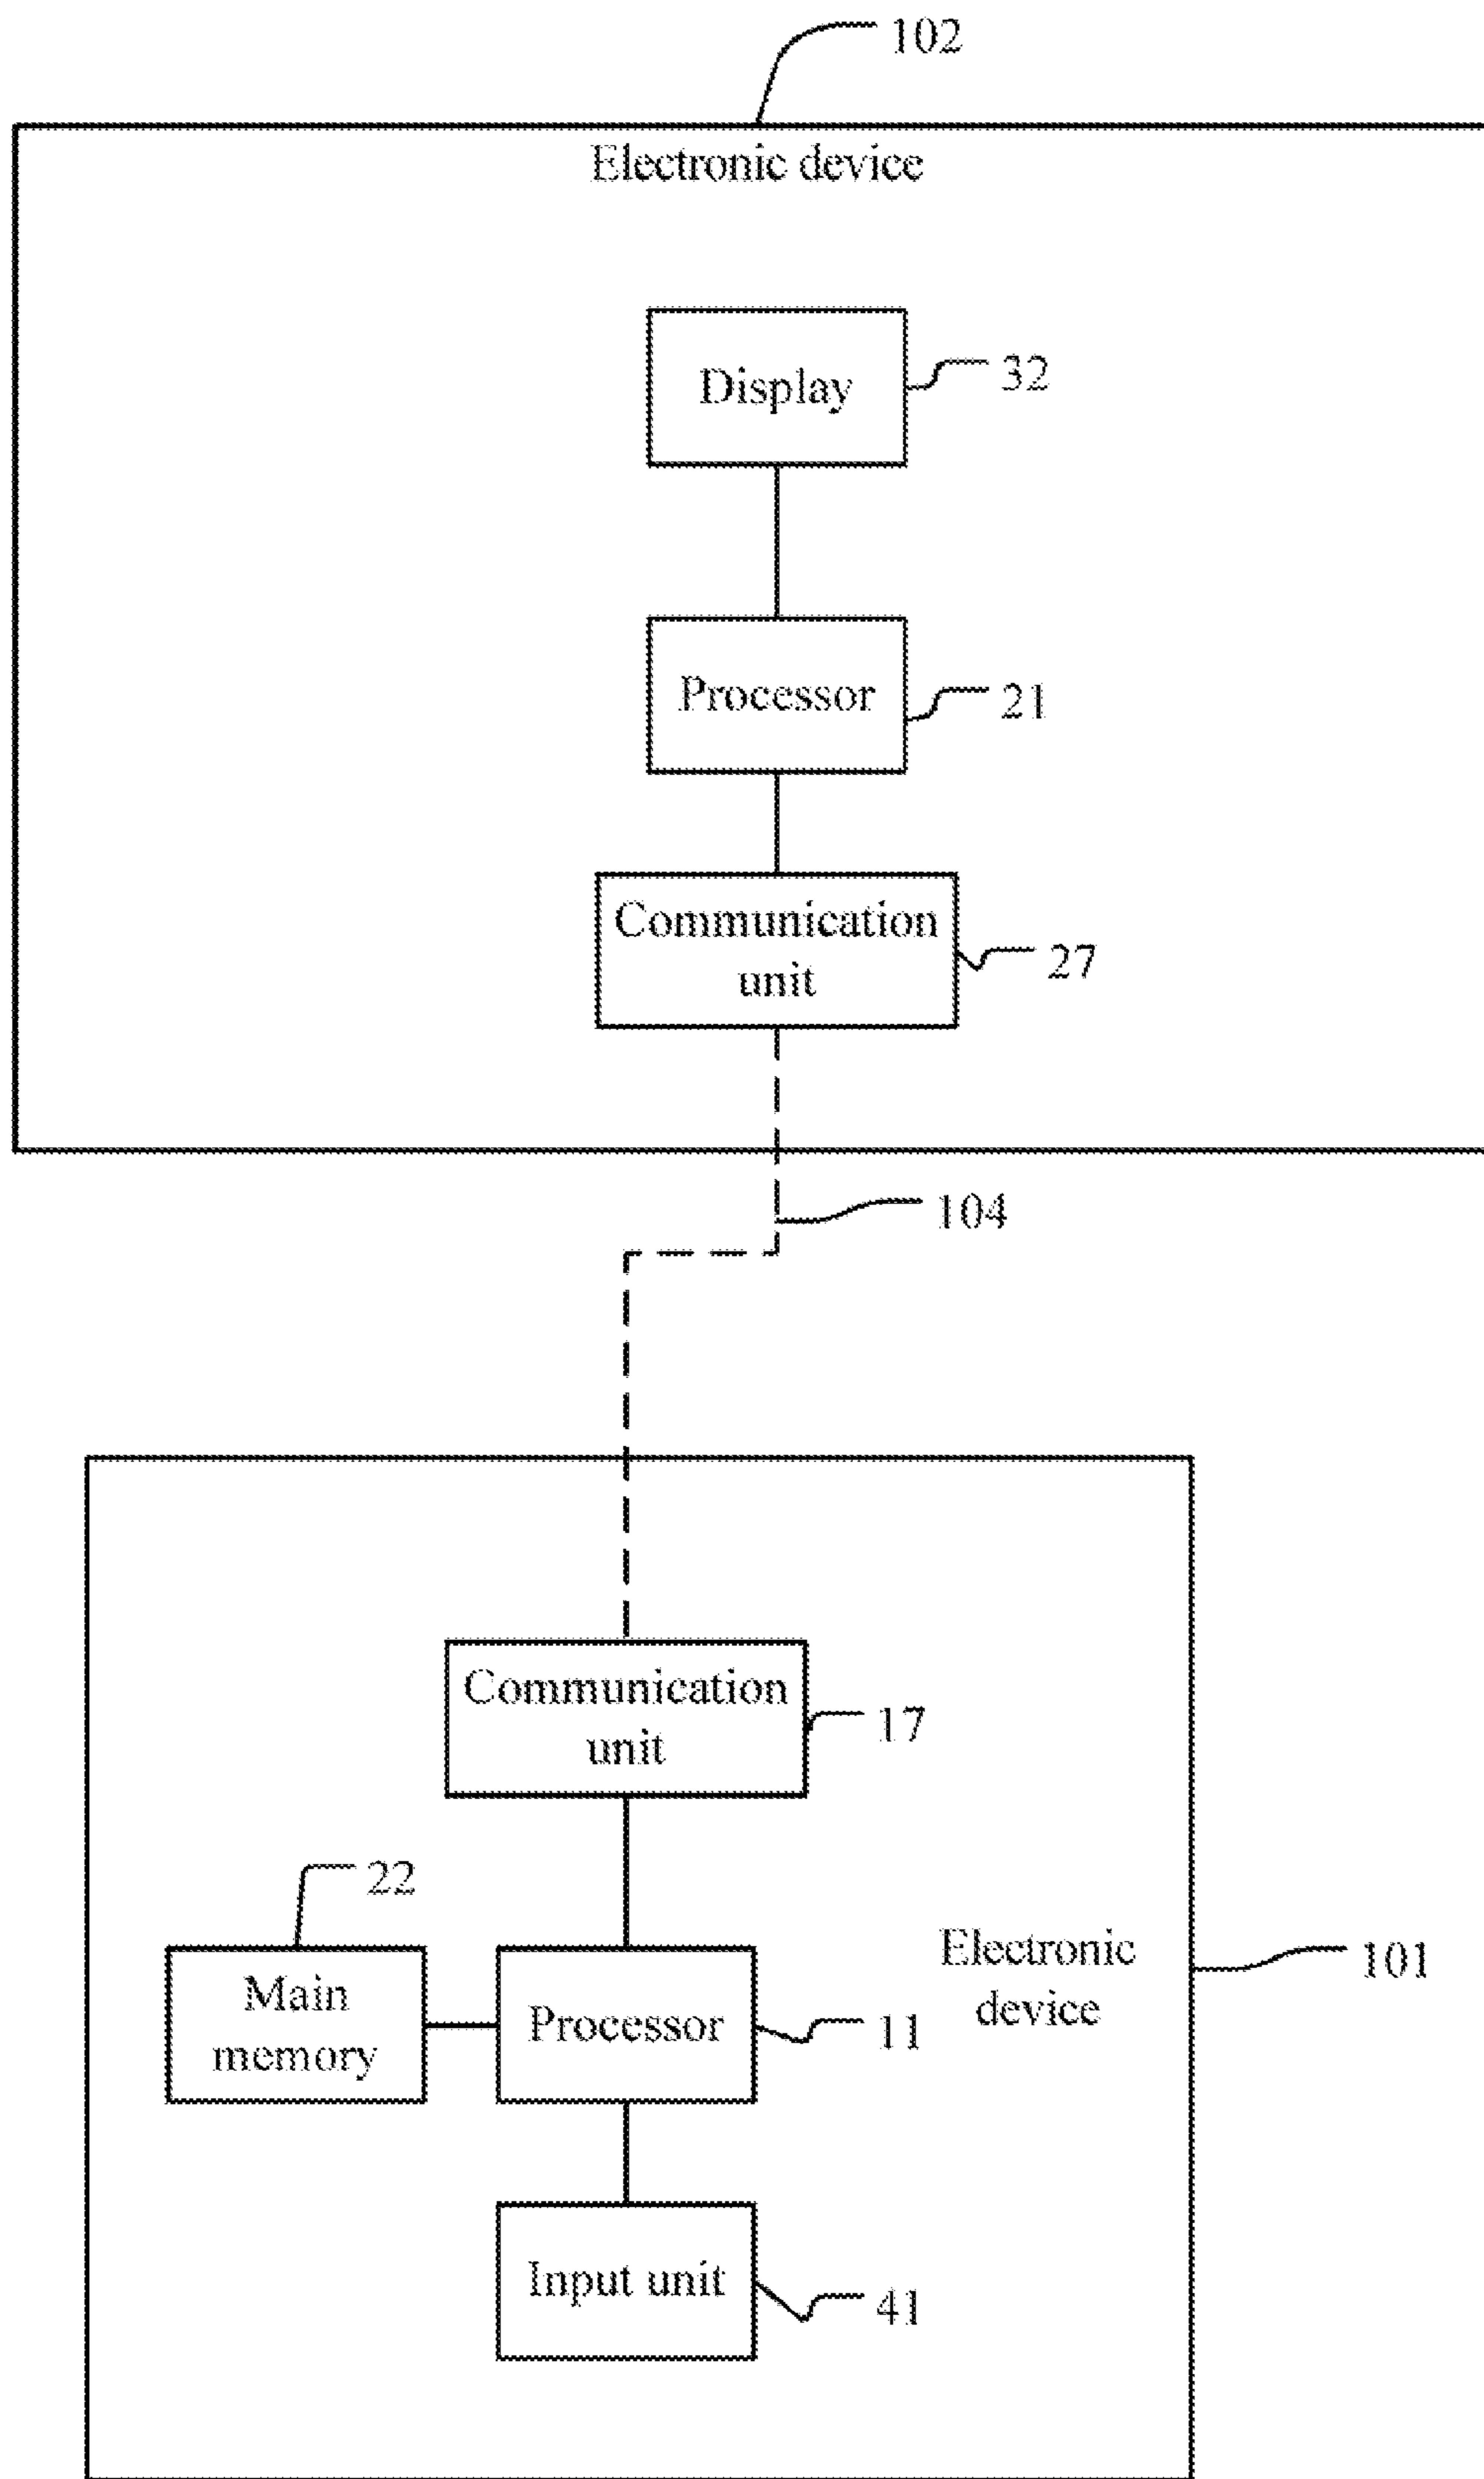 102
Electronic device
Display
32
Processor
21
Communication
unit
27
104
Communication
unit
17
22
Main
memory
Processor
11
Electronic
device
101
Input unit
41